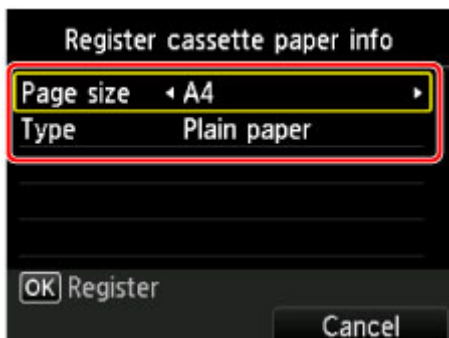 Register cassette paper info
Page size A4
Type Plain paper
OK Register
Cancel